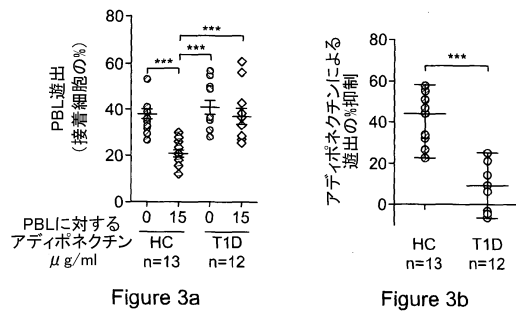 PBL遊出
(接着細胞の%)
80
60
40
20
0
***
***
***
0 15 0 15
PBLに対する
アディポネクチン
μg/ml
HC T1D
n=13 n=12
Figure 3a
アディポネクチンによる
遊出の%抑制
80
60
40
20
0
***
HC T1D
n=13 n=12
Figure 3b